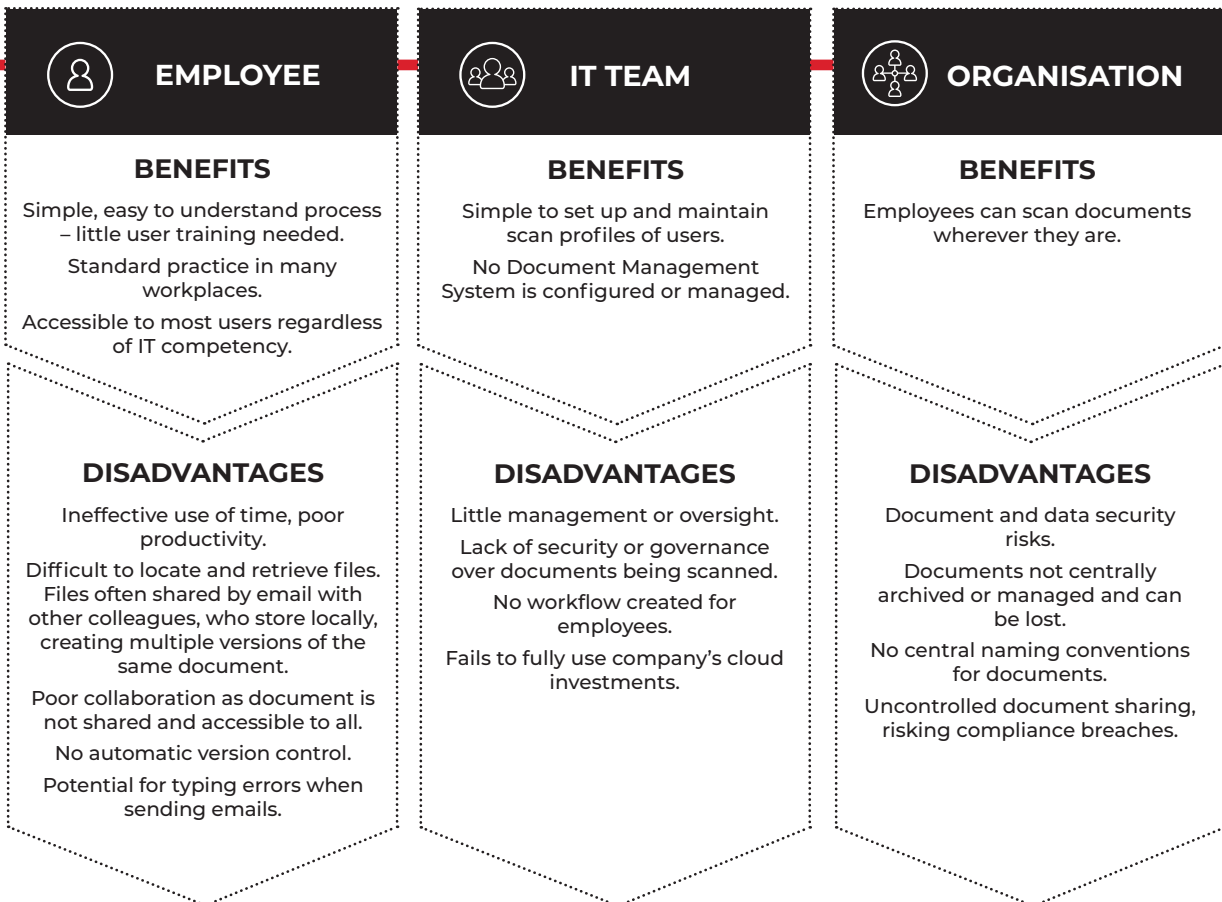 EMPLOYEE
BENEFITS
Simple, easy to understand process
– little user training needed.
Standard practice in many
workplaces.
Accessible to most users regardless
of IT competency.
DISADVANTAGES
Ineffective use of time, poor
productivity.
Difficult to locate and retrieve files.
Files often shared by email with
other colleagues, who store locally,
creating multiple versions of the
same document.
Poor collaboration as document is
not shared and accessible to all.
No automatic version control.
Potential for typing errors when
sending emails.
IT TEAM
BENEFITS
Simple to set up and maintain
scan profiles of users.
No Document Management
System is configured or managed.
DISADVANTAGES
Little management or oversight.
Lack of security or governance
over documents being scanned.
No workflow created for
employees.
Fails to fully use company’s cloud
investments.
ORGANISATION
BENEFITS
Employees can scan documents
wherever they are.
DISADVANTAGES
Document and data security
risks.
Documents not centrally
archived or managed and can
be lost.
No central naming conventions
for documents.
Uncontrolled document sharing,
risking compliance breaches.